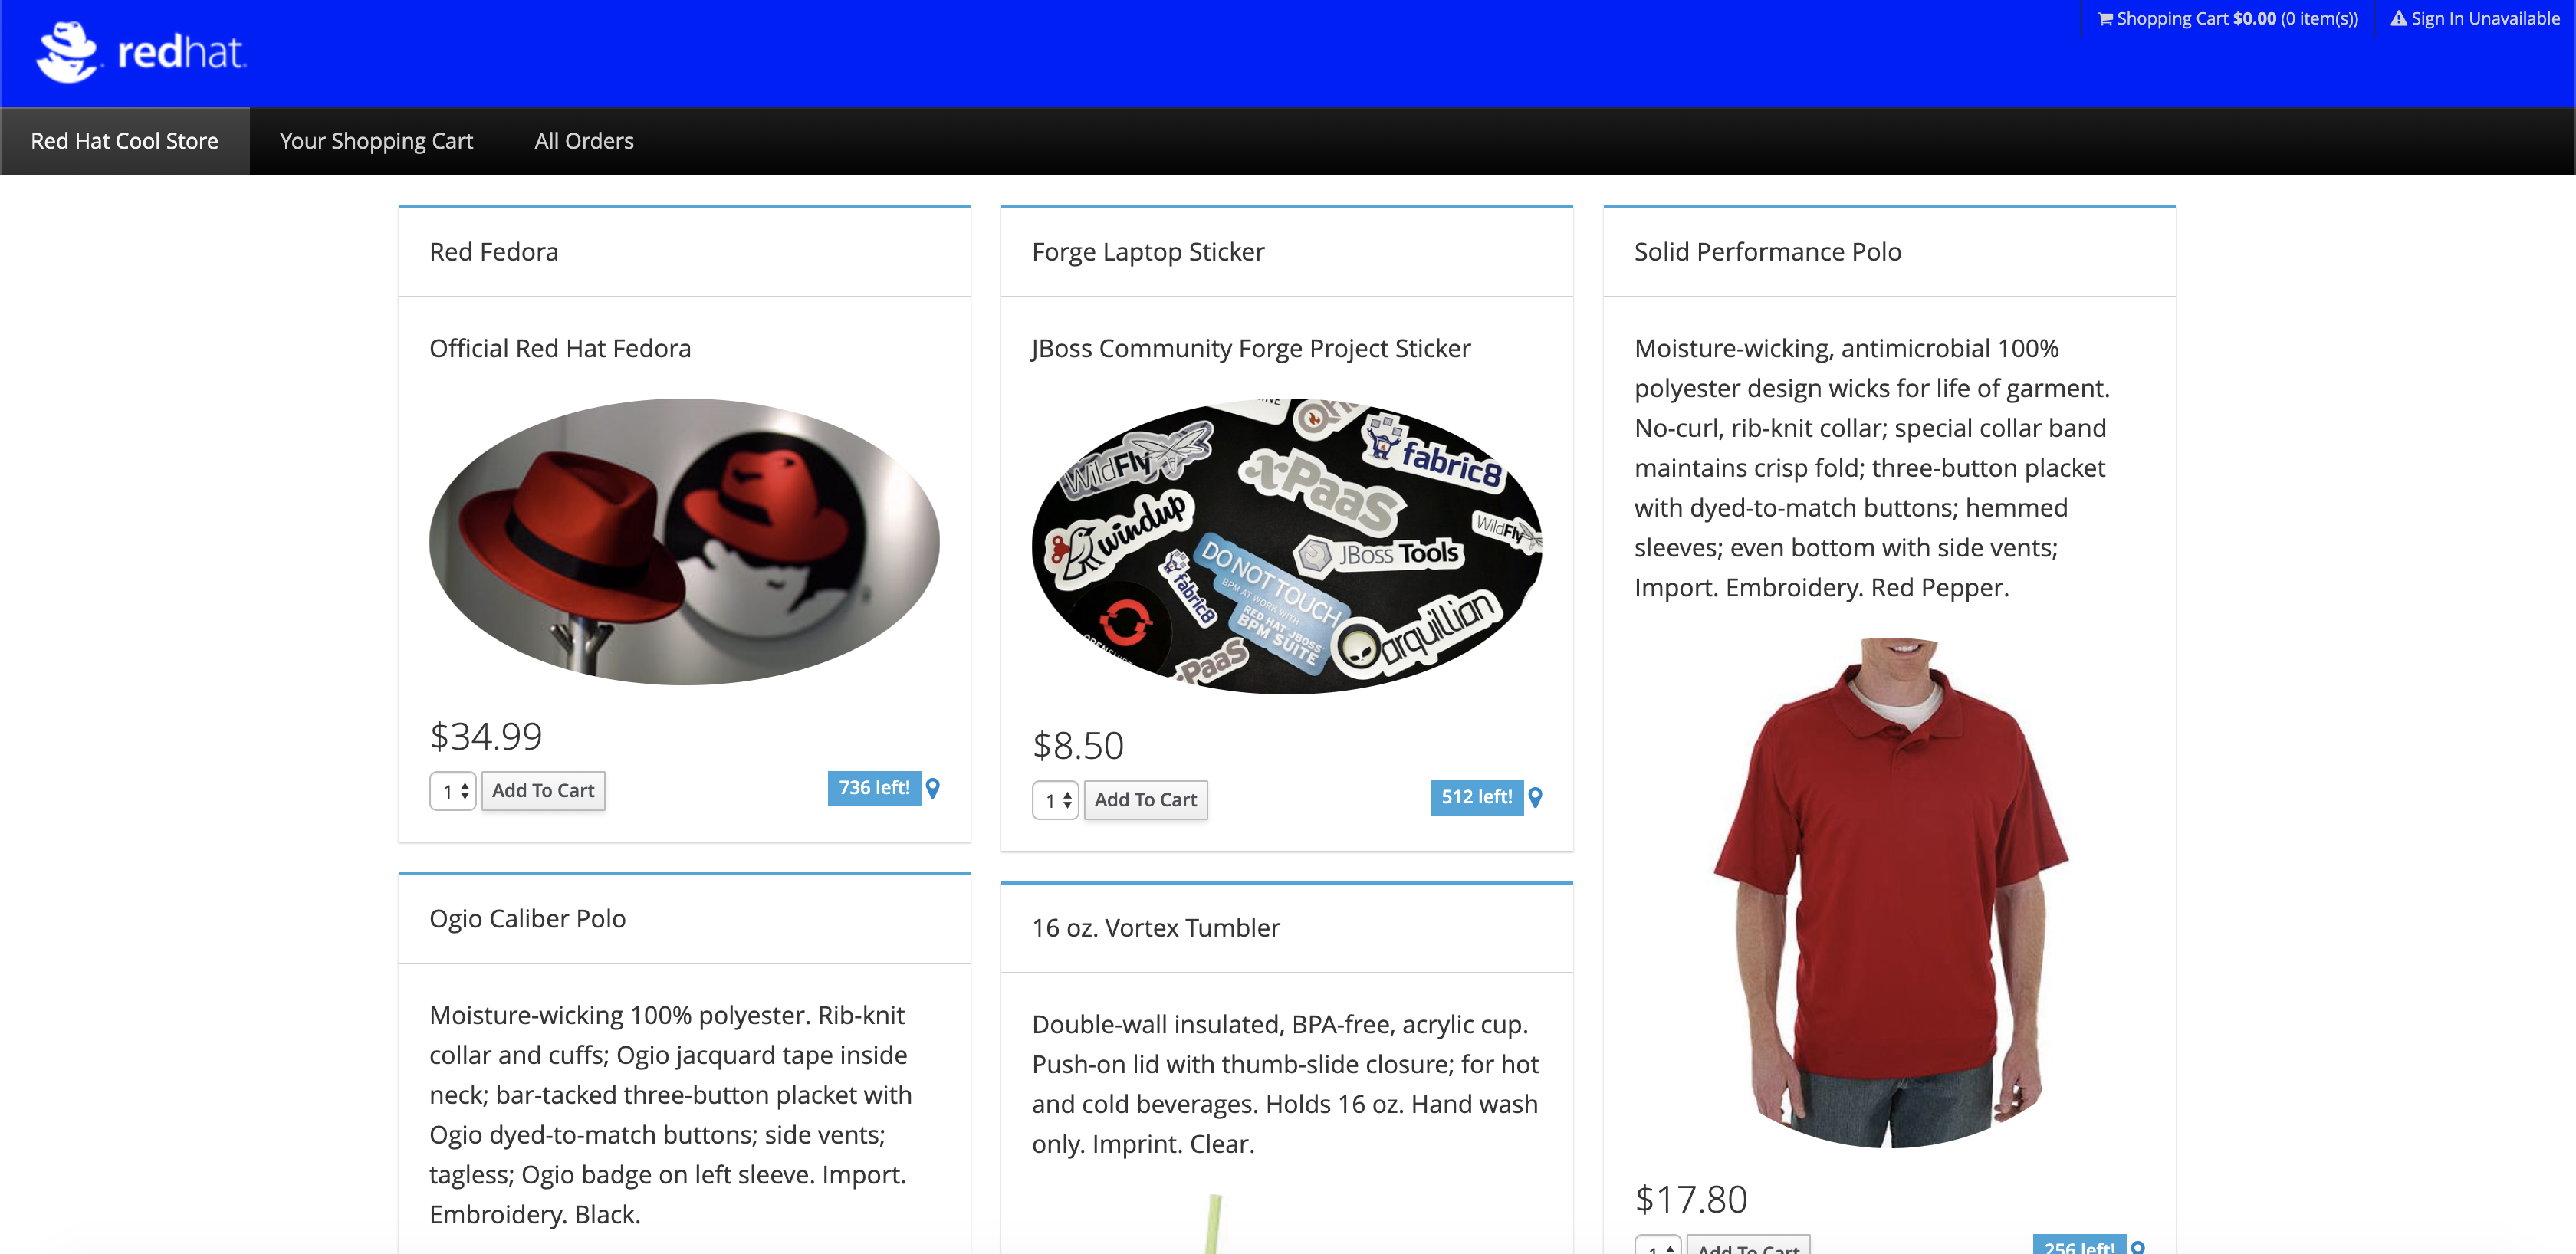 redhat.
Shopping Cart $0.00 (0 item(s))
Sign In Unavailable
Red Hat Cool Store
Your Shopping Cart
All Orders
Red Fedora
Official Red Hat Fedora
$34.99
1
Add To Cart
736 left!
Forge Laptop Sticker
JBoss Community Forge Project Sticker
WildFly
fabric8
xPaaS
WildFly
windup
JBoss Tools
DO NOT TOUCH
BPM AT WORK WITH
RED HAT JBOSS
BPM SUITE
fabric8
arquillian
PaaS
$8.50
1
Add To Cart
512 left!
Solid Performance Polo
Moisture-wicking, antimicrobial 100%
polyester design wicks for life of garment.
No-curl, rib-knit collar; special collar band
maintains crisp fold; three-button placket
with dyed-to-match buttons; hemmed
sleeves; even bottom with side vents;
Import. Embroidery. Red Pepper.
$17.80
1
Add To Cart
256 left!
Ogio Caliber Polo
Moisture-wicking 100% polyester. Rib-knit
collar and cuffs; Ogio jacquard tape inside
neck; bar-tacked three-button placket with
Ogio dyed-to-match buttons; side vents;
tagless; Ogio badge on left sleeve. Import.
Embroidery. Black.
16 oz. Vortex Tumbler
Double-wall insulated, BPA-free, acrylic cup.
Push-on lid with thumb-slide closure; for hot
and cold beverages. Holds 16 oz. Hand wash
only. Imprint. Clear.